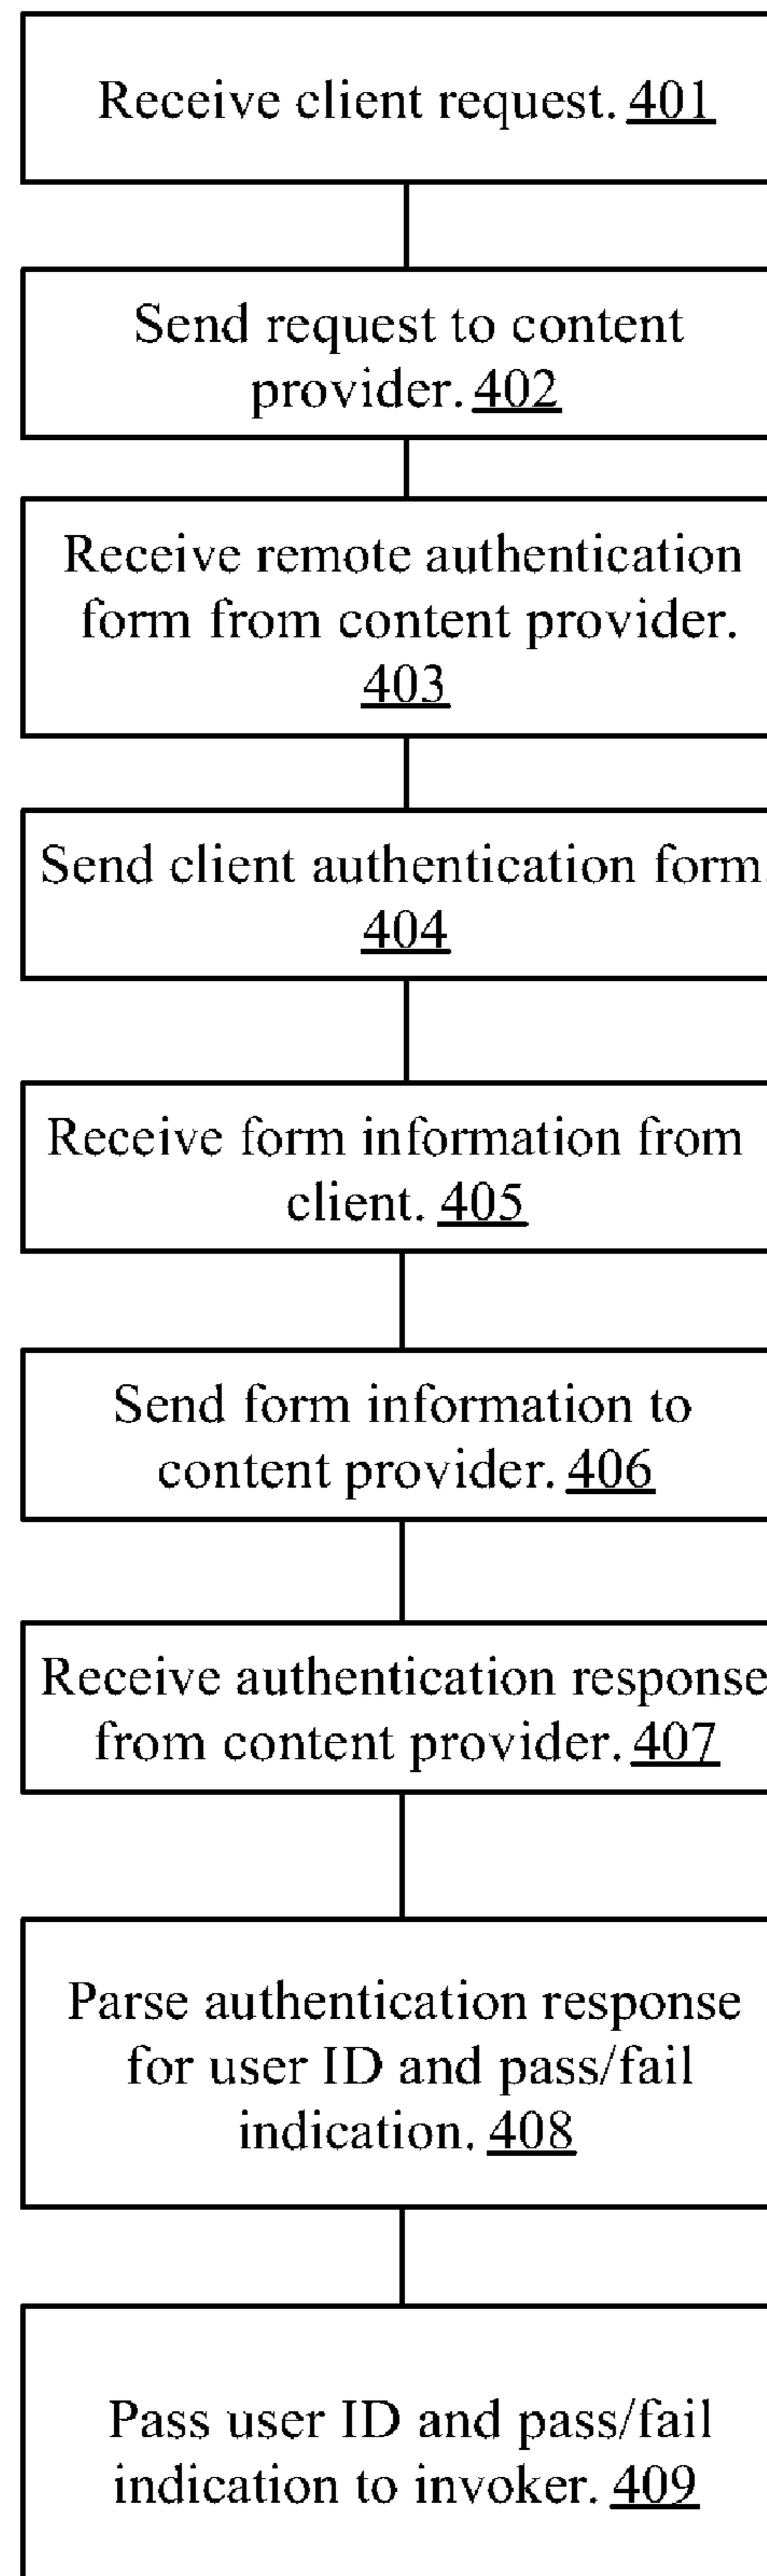 Receive client request. 401
Send request to content
provider. 402
Receive remote authentication
form from content provider.
403
Send client authentication form.
404
Receive form information from
client. 405
Send form information to
content provider. 406
Receive authentication response
from content provider. 407
Parse authentication response
for user ID and pass/fail
indication. 408
Pass user ID and pass/fail
indication to invoker. 409